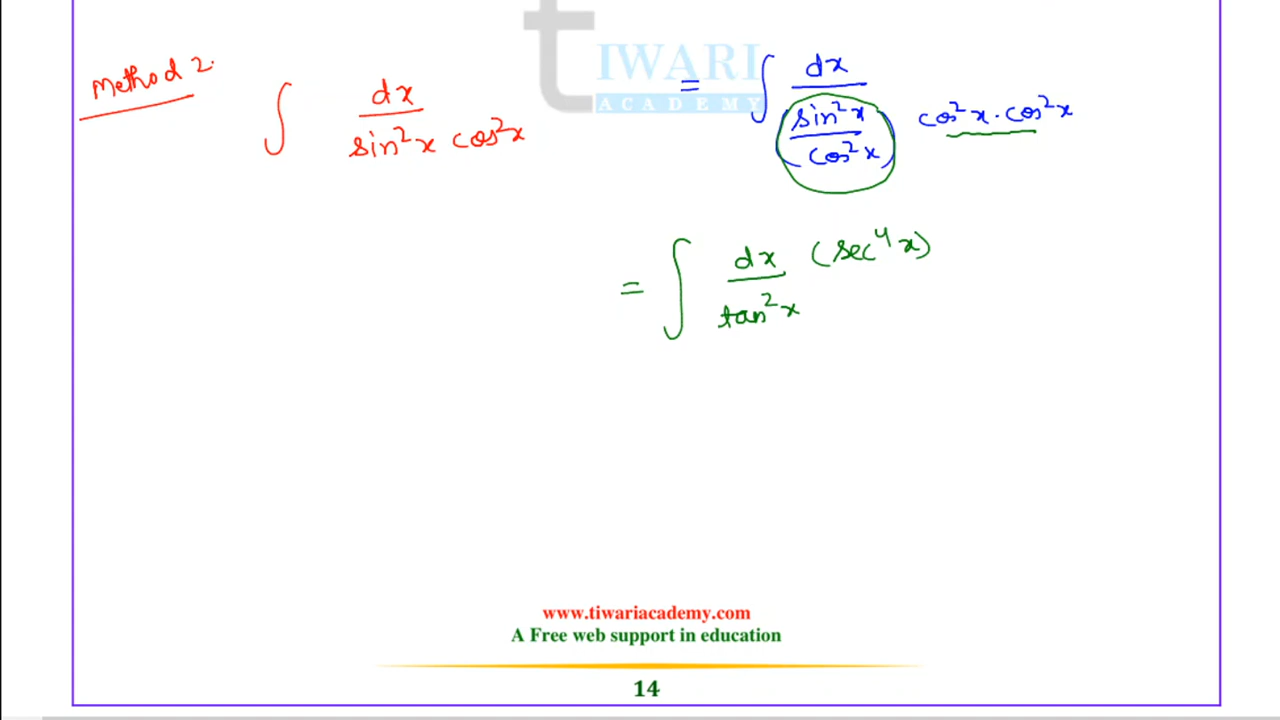 t
IWARI
ACADEMY
Method 2.
∫ dx / sin²x cos²x = ∫ dx / (sin²x / cos²x) cos²x · cos²x
= ∫ dx / tan²x (sec⁴x)
www.tiwariacademy.com
A Free web support in education
14